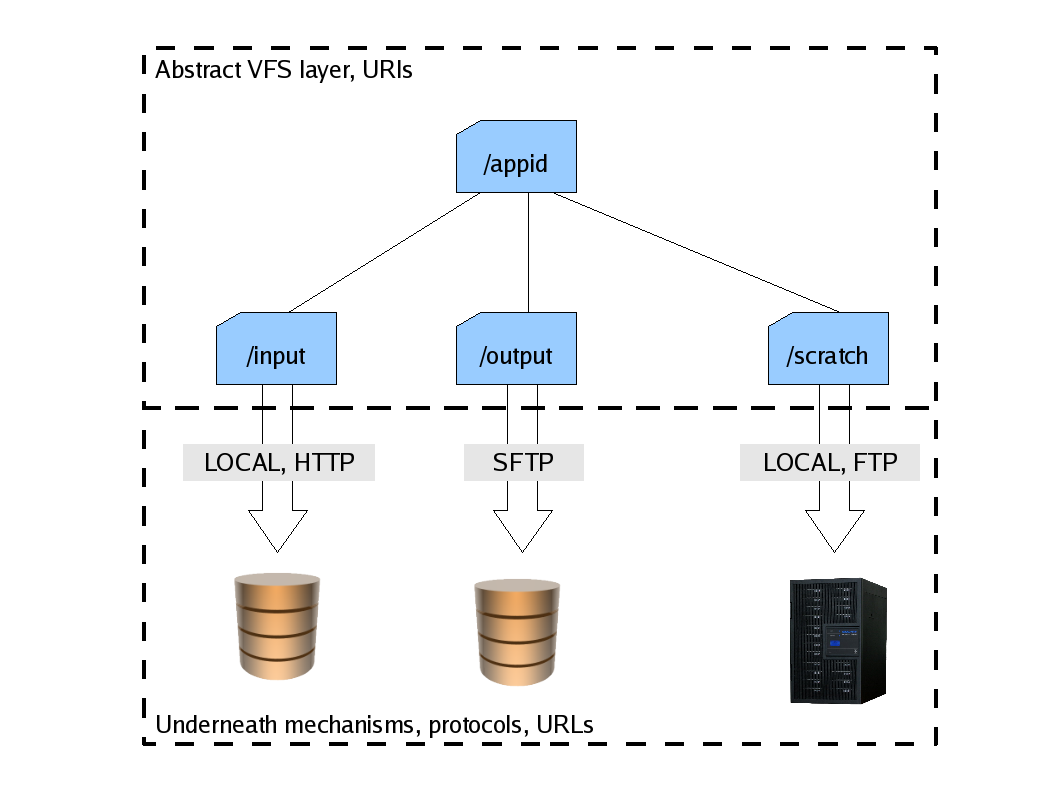 Abstract VFS layer, URIs
/appid
/input
/output
/scratch
LOCAL, HTTP
SFTP
LOCAL, FTP
Underneath mechanisms, protocols, URLs